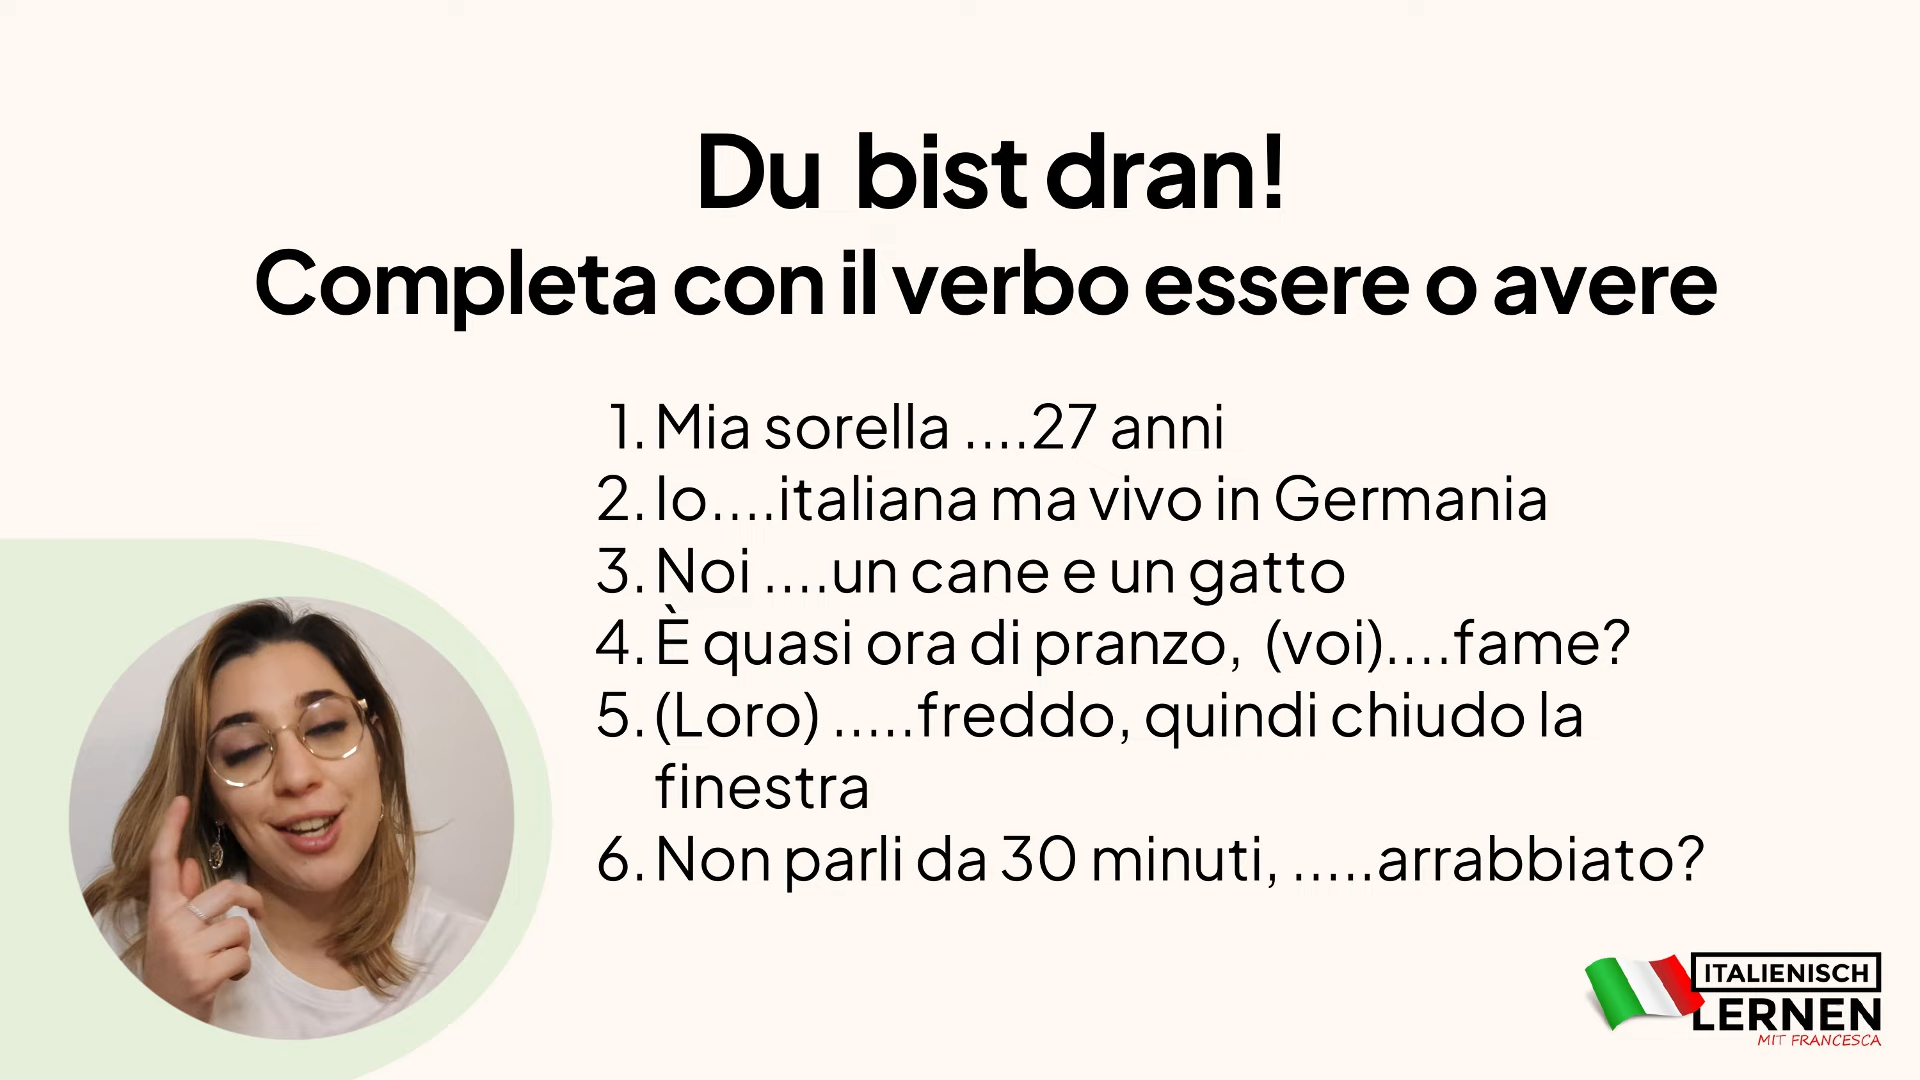 Du bist dran!
Completa con il verbo essere o avere
1. Mia sorella ....27 anni
2. Io....italiana ma vivo in Germania
3. Noi ....un cane e un gatto
4. È quasi ora di pranzo, (voi)....fame?
5. (Loro) .....freddo, quindi chiudo la
finestra
6. Non parli da 30 minuti, .....arrabbiato?
ITALIENISCH
LERNEN
MIT FRANCESCA